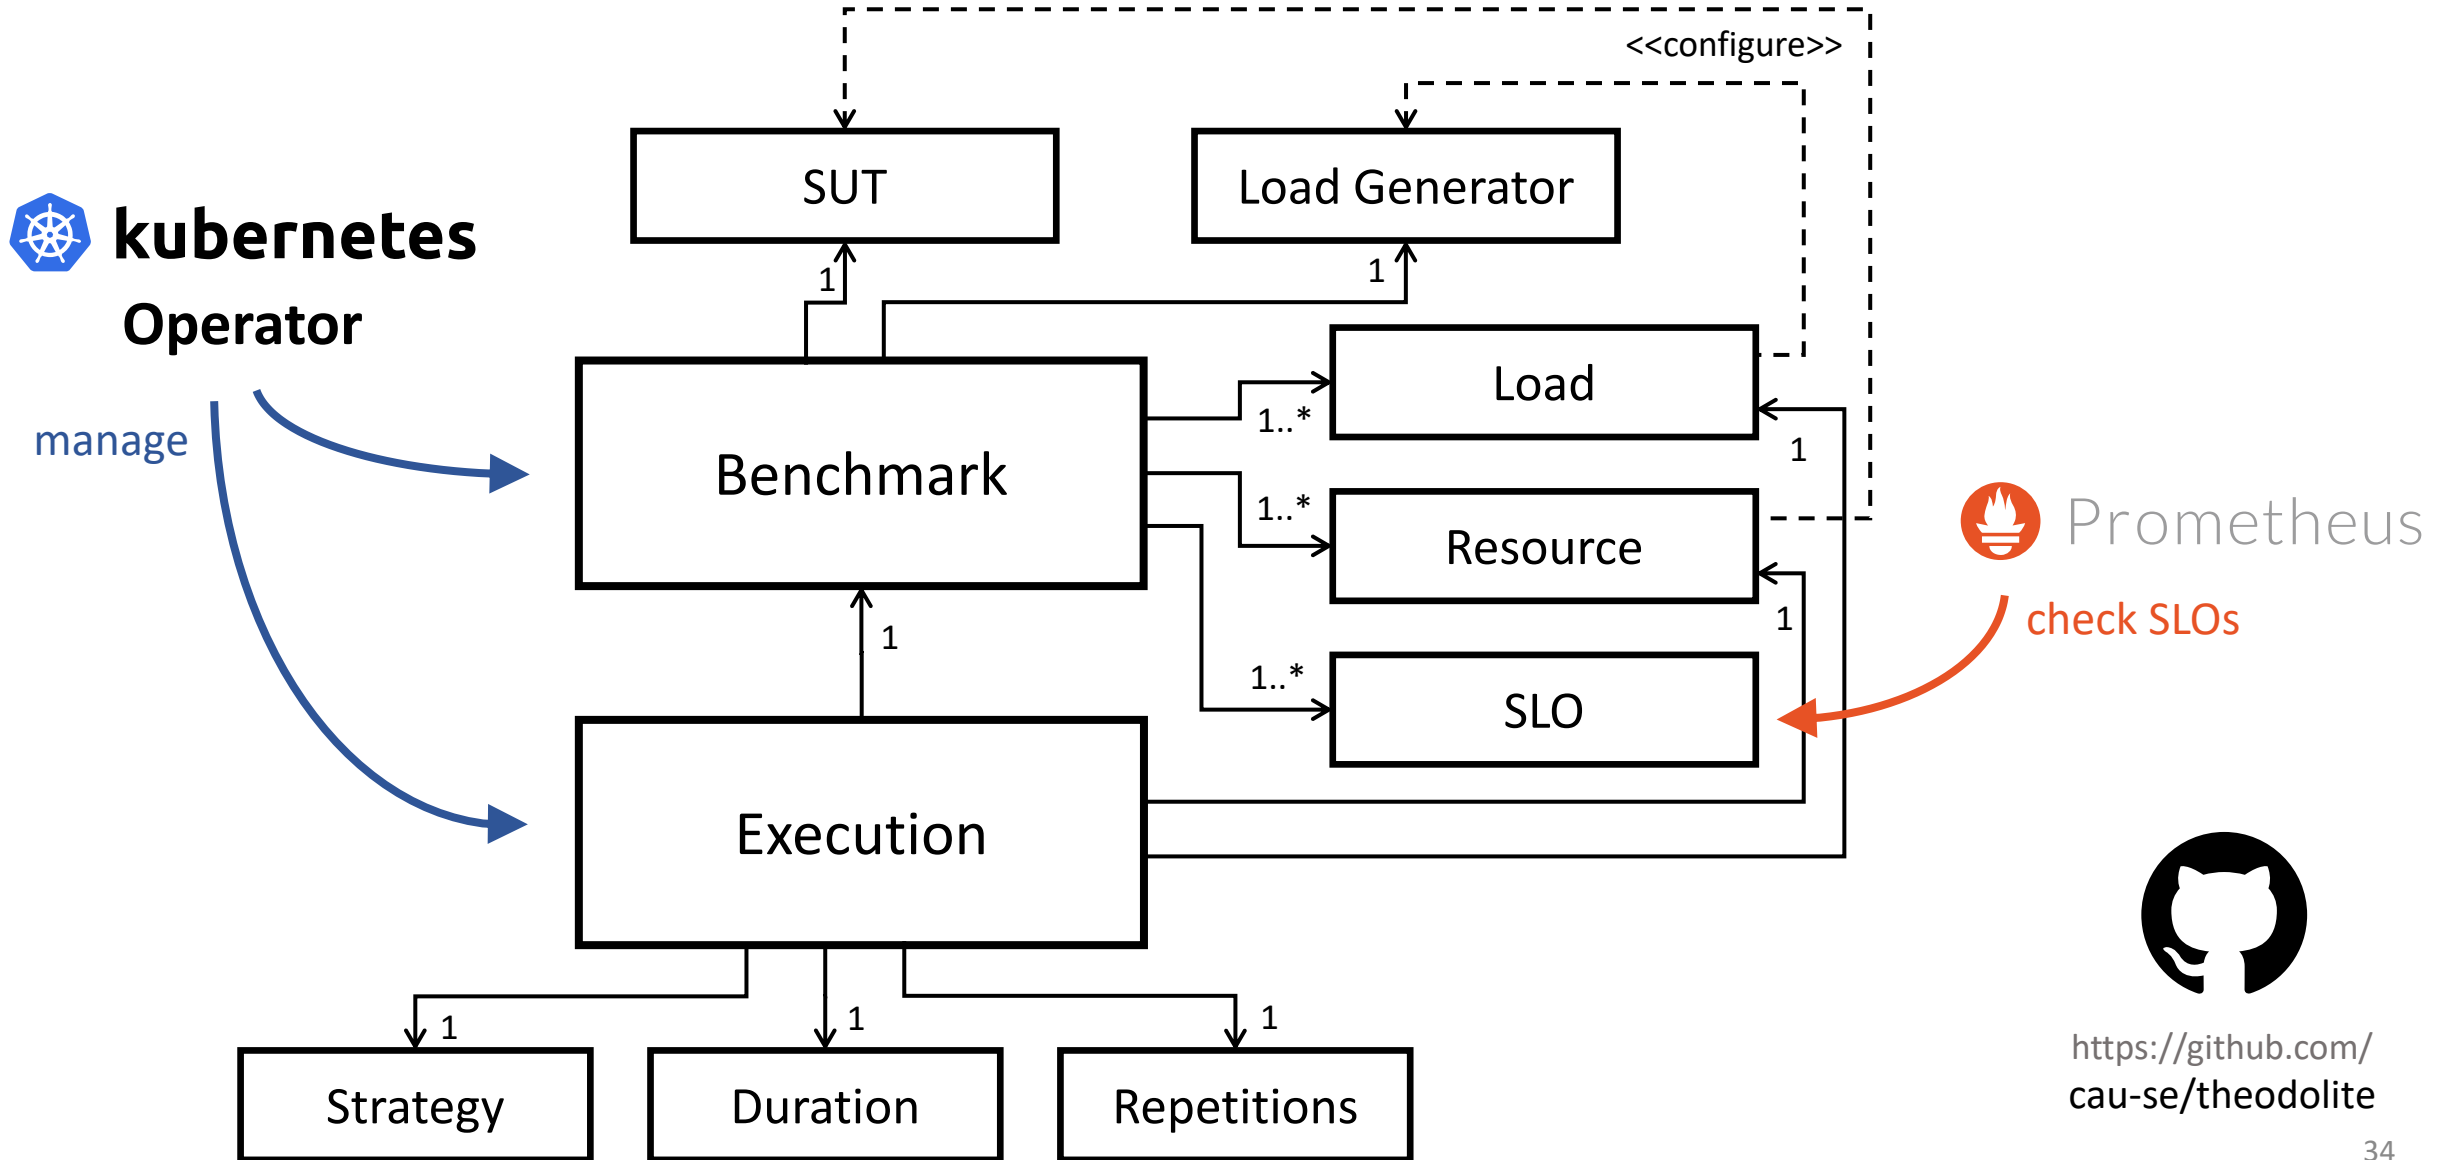 <<configure>>
SUT
Load Generator
kubernetes
Operator
1
1
manage
Load
1..*
1
Benchmark
1..*
Resource
Prometheus
1
1
check SLOs
1..*
SLO
Execution
1
1
1
Strategy
Duration
Repetitions
https://github.com/
cau-se/theodolite
34